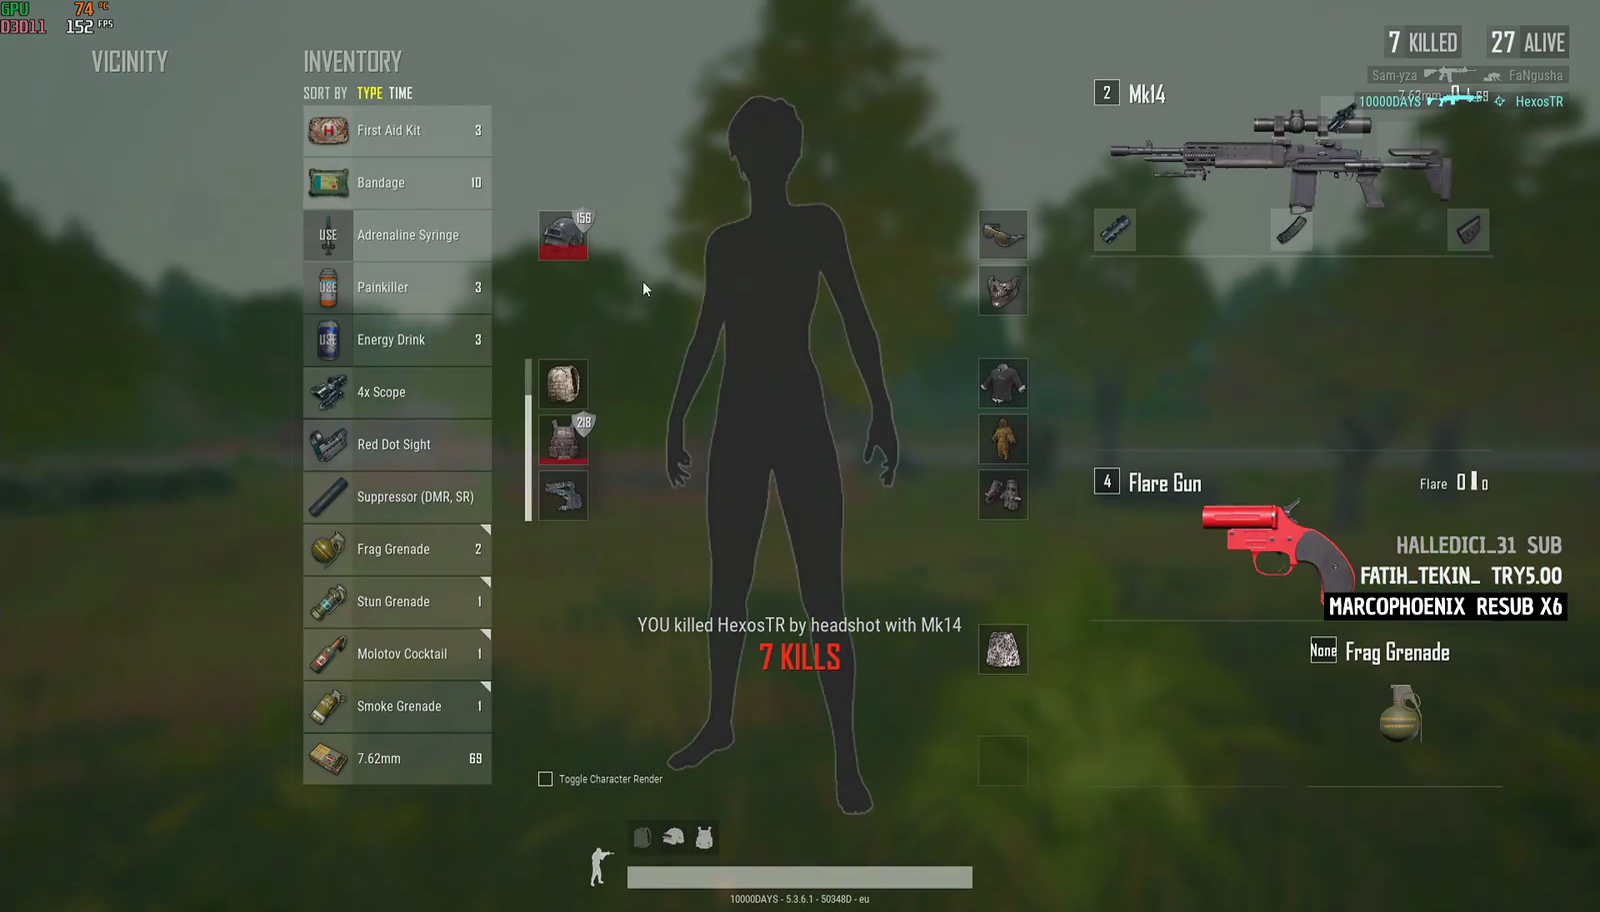 GPU 74 °C
D3D11 152 FPS
VICINITY
INVENTORY
SORT BY TYPE TIME
First Aid Kit 3
Bandage 10
USE Adrenaline Syringe
USE Painkiller 3
USE Energy Drink 3
4x Scope
Red Dot Sight
Suppressor (DMR, SR)
Frag Grenade 2
Stun Grenade 1
Molotov Cocktail 1
Smoke Grenade 1
7.62mm 69
156
218
Toggle Character Render
YOU killed HexosTR by headshot with Mk14
7 KILLS
10000DAYS - 5.3.6.1 - 50348D - eu
7 KILLED 27 ALIVE
Sam-yza FaNgusha
7.62mm 0 69
10000DAYS HexosTR
2 Mk14
4 Flare Gun
Flare 0 0
HALLEDICI_31 SUB
FATIH_TEKIN_ TRY5.00
MARCOPHOENIX RESUB X6
None Frag Grenade